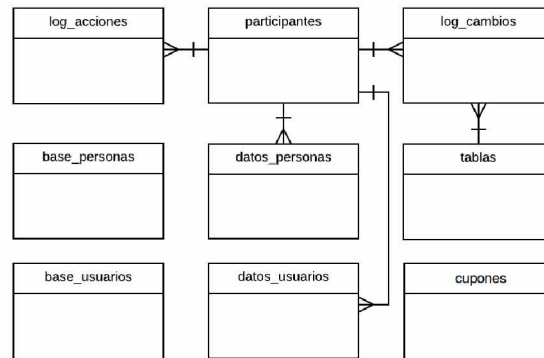 log_acciones
participantes
log_cambios
base_personas
datos_personas
tablas
base_usuarios
datos_usuarios
cupones